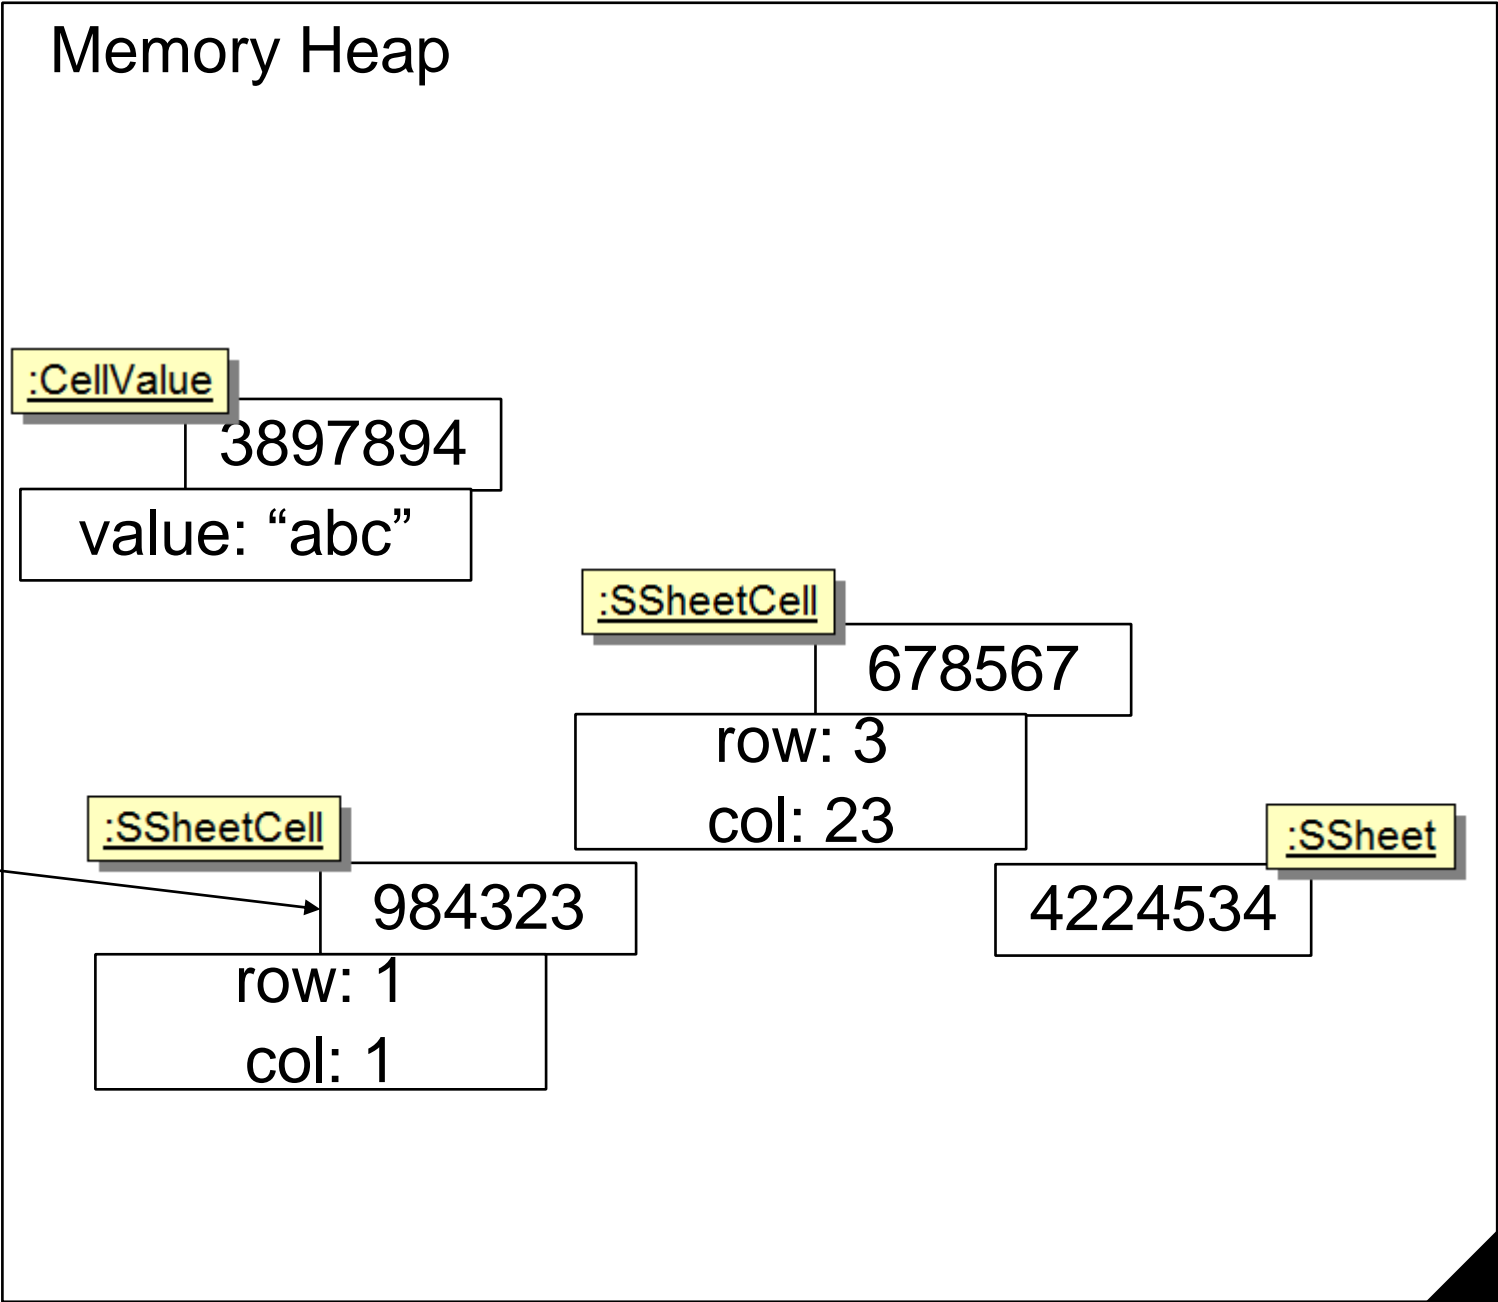 Memory Heap
:CellValue
3897894
value: “abc”
:SSheetCell
678567
row: 3
col: 23
:SSheetCell
984323
row: 1
col: 1
:SSheet
4224534